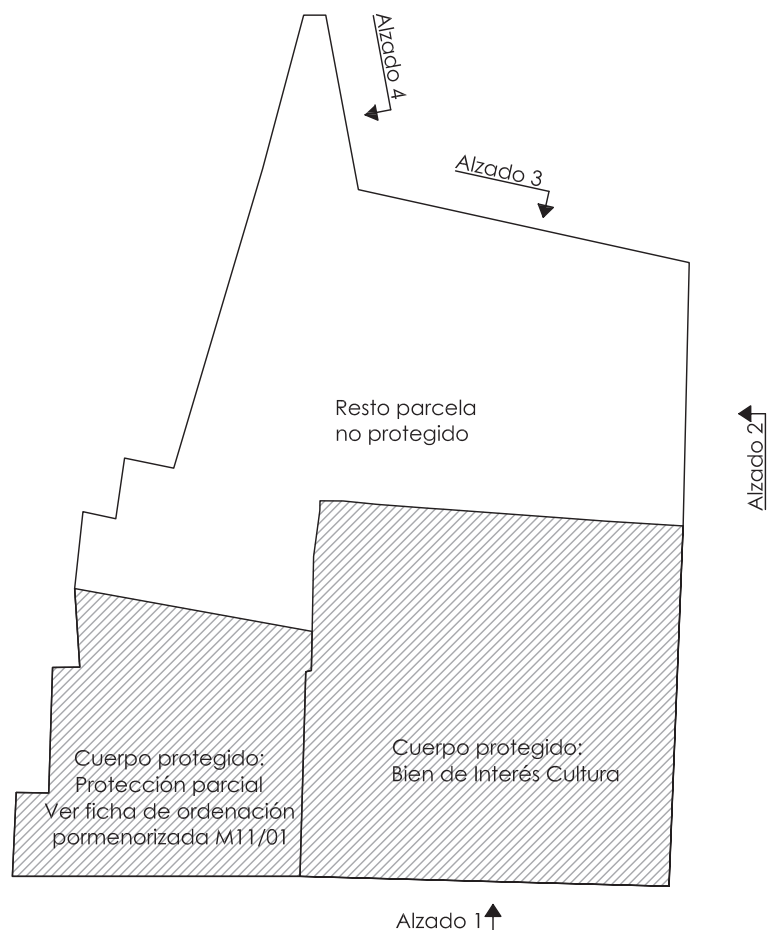 Alzado 4
Alzado 3
Resto parcela
no protegido
Alzado 2
Cuerpo protegido:
Bien de Interés Cultura
Cuerpo protegido:
Protección parcial
Ver ficha de ordenación
pormenorizada M11/01
Alzado 1